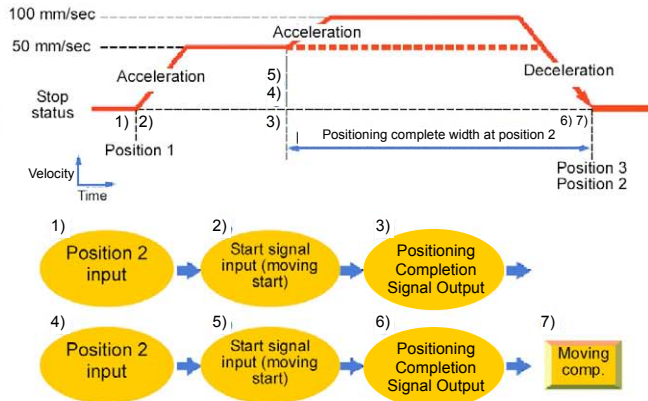 100 mm/sec
50 mm/sec
Acceleration
Acceleration
Deceleration
Stop
status
5)
4)
1) 2)
3)
6) 7)
Position 1
Positioning complete width at position 2
Position 3
Position 2
Velocity
Time
1)
Position 2
input
2)
Start signal
input (moving
start)
3)
Positioning
Completion
Signal Output
4)
Position 2
input
5)
Start signal
input (moving
start)
6)
Positioning
Completion
Signal Output
7)
Moving
comp.